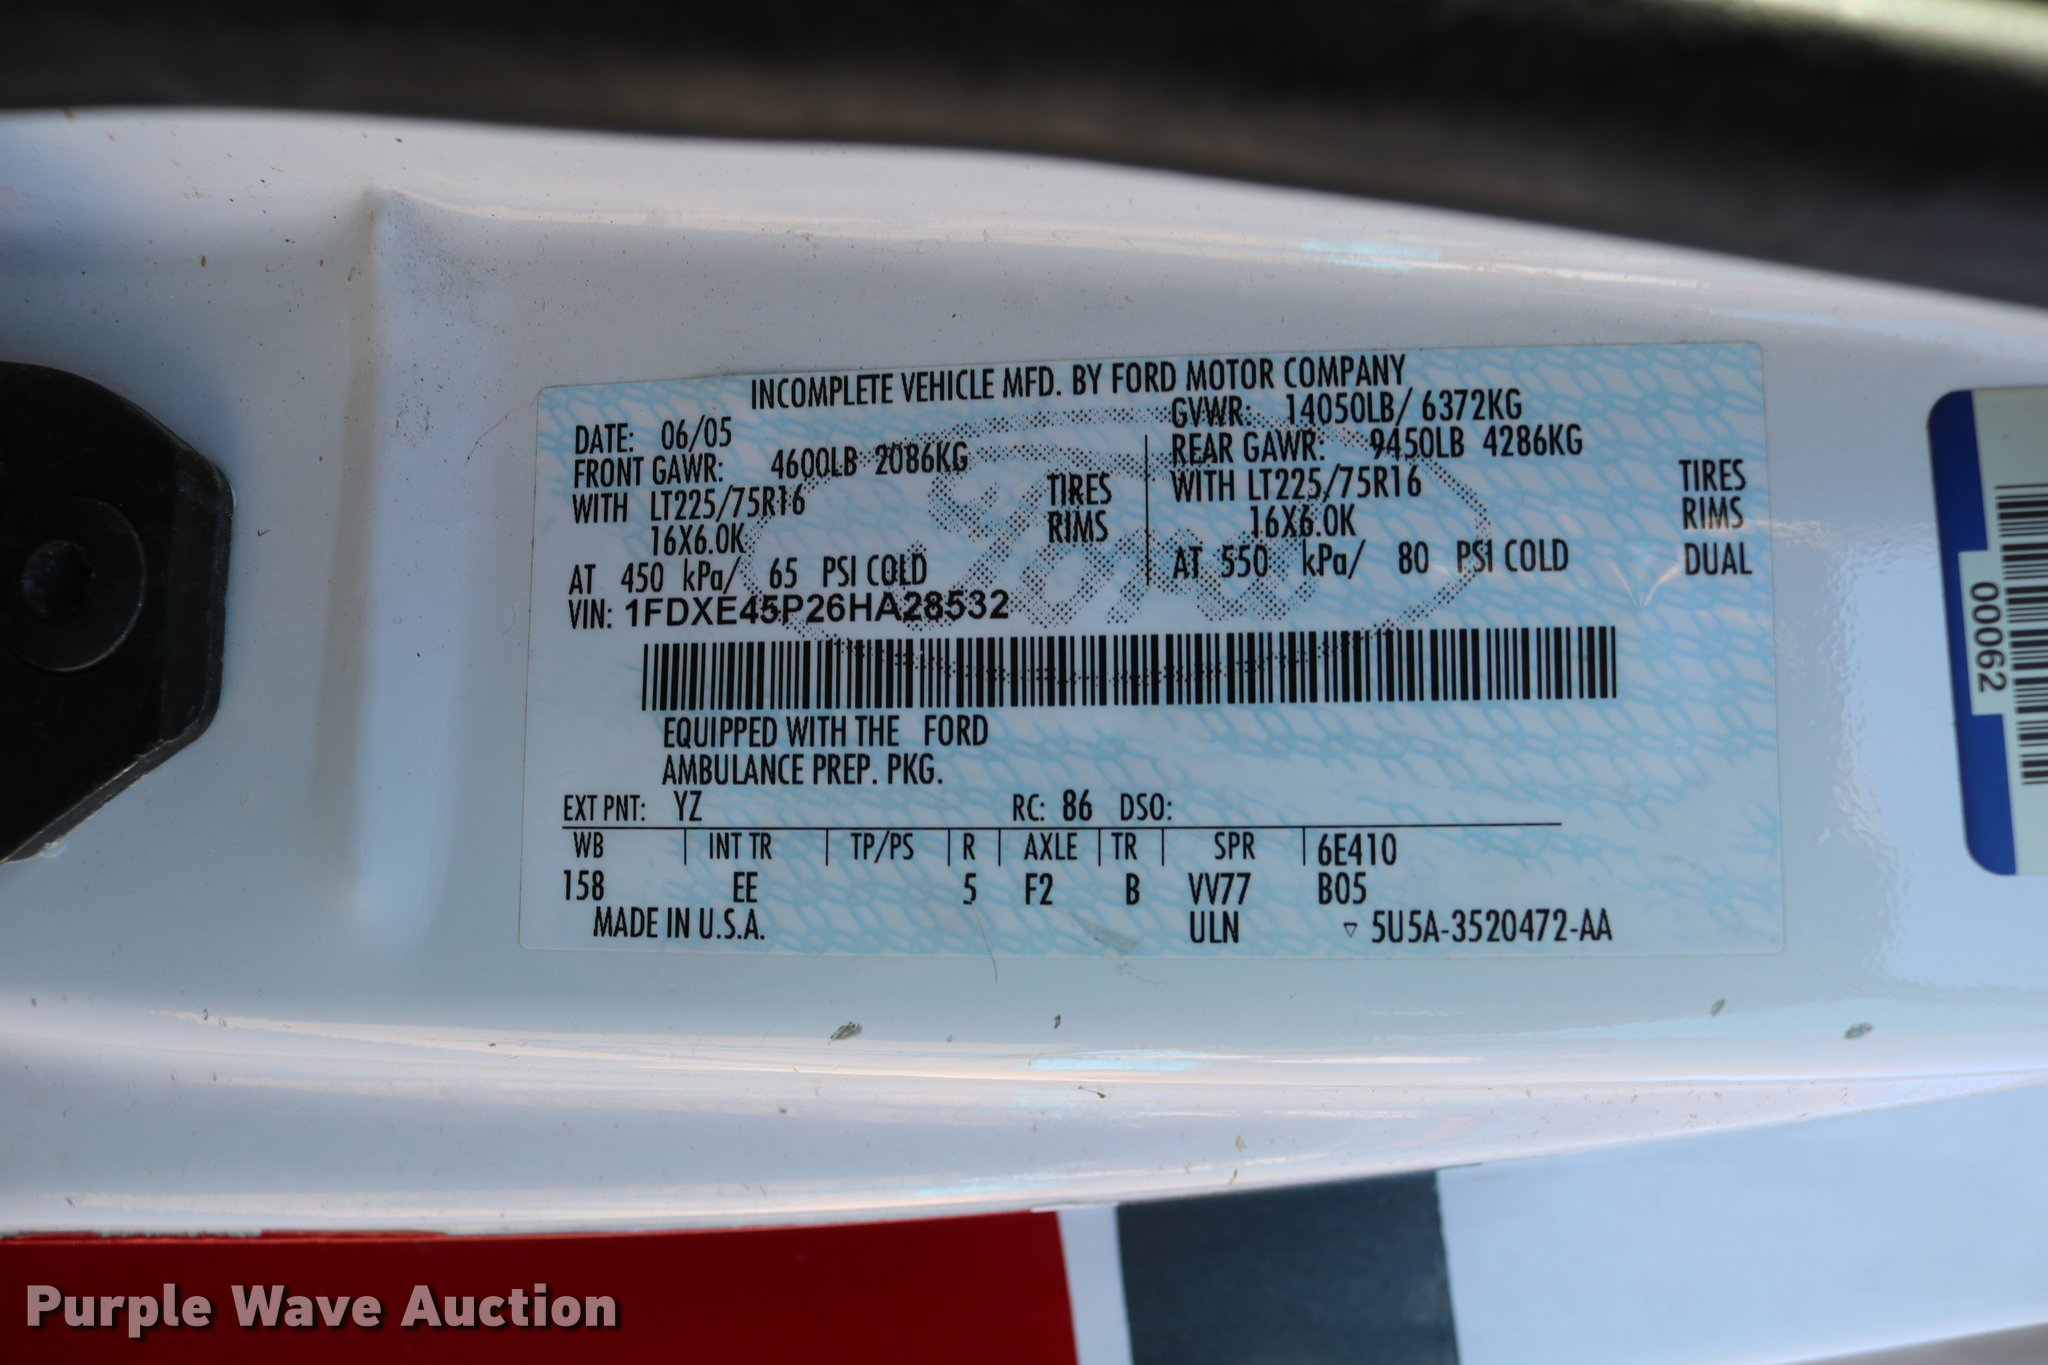 INCOMPLETE VEHICLE MFD. BY FORD MOTOR COMPANY
DATE: 06/05 GVWR: 14050LB/ 6372KG
FRONT GAWR: 4600LB 2086KG REAR GAWR: 9450LB 4286KG
WITH LT225/75R16 TIRES WITH LT225/75R16 TIRES
16X6.0K RIMS 16X6.0K RIMS
AT 450 kPa/ 65 PSI COLD AT 550 kPa/ 80 PSI COLD DUAL
VIN: 1FDXE45P26HA28532
Ford
EQUIPPED WITH THE FORD
AMBULANCE PREP. PKG.
EXT PNT: YZ RC: 86 DSO:
WB INT TR TP/PS R AXLE TR SPR 6E410
158 EE 5 F2 B VV77 B05
MADE IN U.S.A. ULN ▽ 5U5A-3520472-AA
00062
Purple Wave Auction